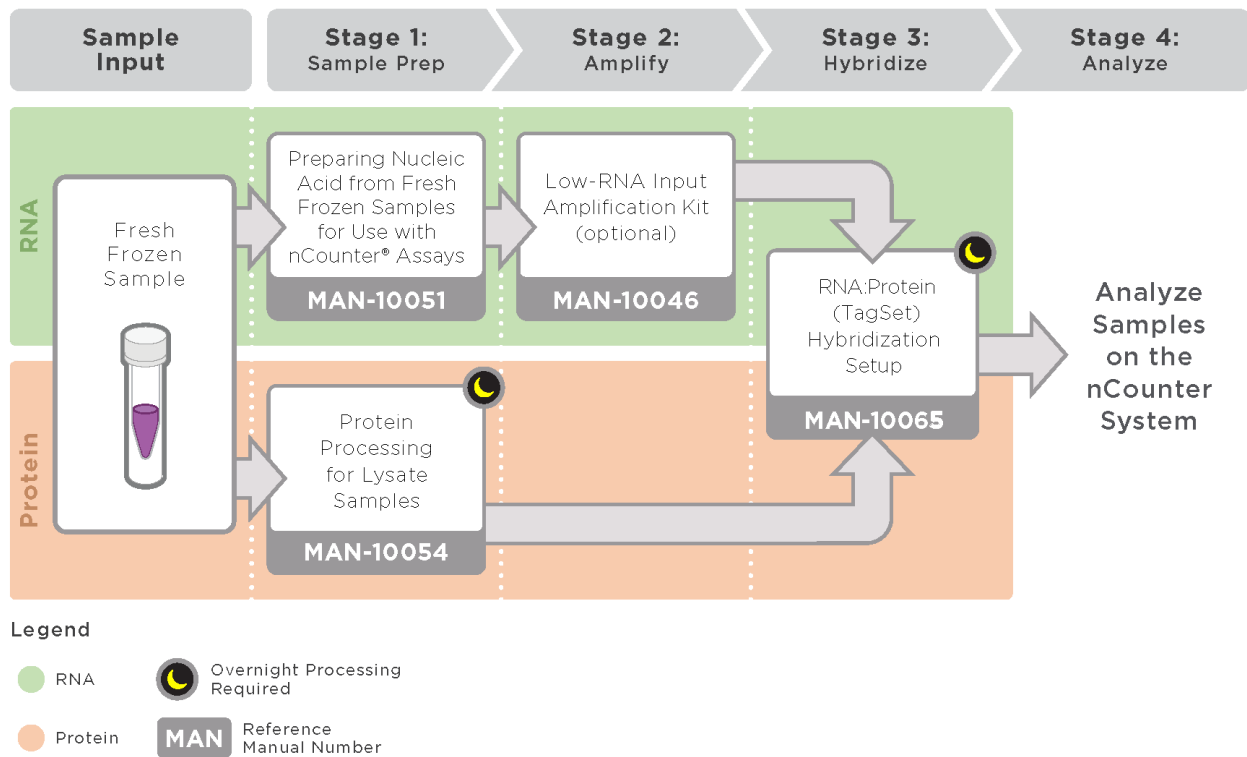 Sample
Input
Stage 1:
Sample Prep
Stage 2:
Amplify
Stage 3:
Hybridize
Stage 4:
Analyze
RNA
Fresh
Frozen
Sample
Preparing Nucleic
Acid from Fresh
Frozen Samples
for Use with
nCounter® Assays
MAN-10051
Low-RNA Input
Amplification Kit
(optional)
MAN-10046
RNA:Protein
(TagSet)
Hybridization
Setup
MAN-10065
Analyze
Samples
on the
nCounter
System
Protein
Protein
Processing
for Lysate
Samples
MAN-10054
Legend
RNA
Overnight Processing
Required
Protein
MAN
Reference
Manual Number